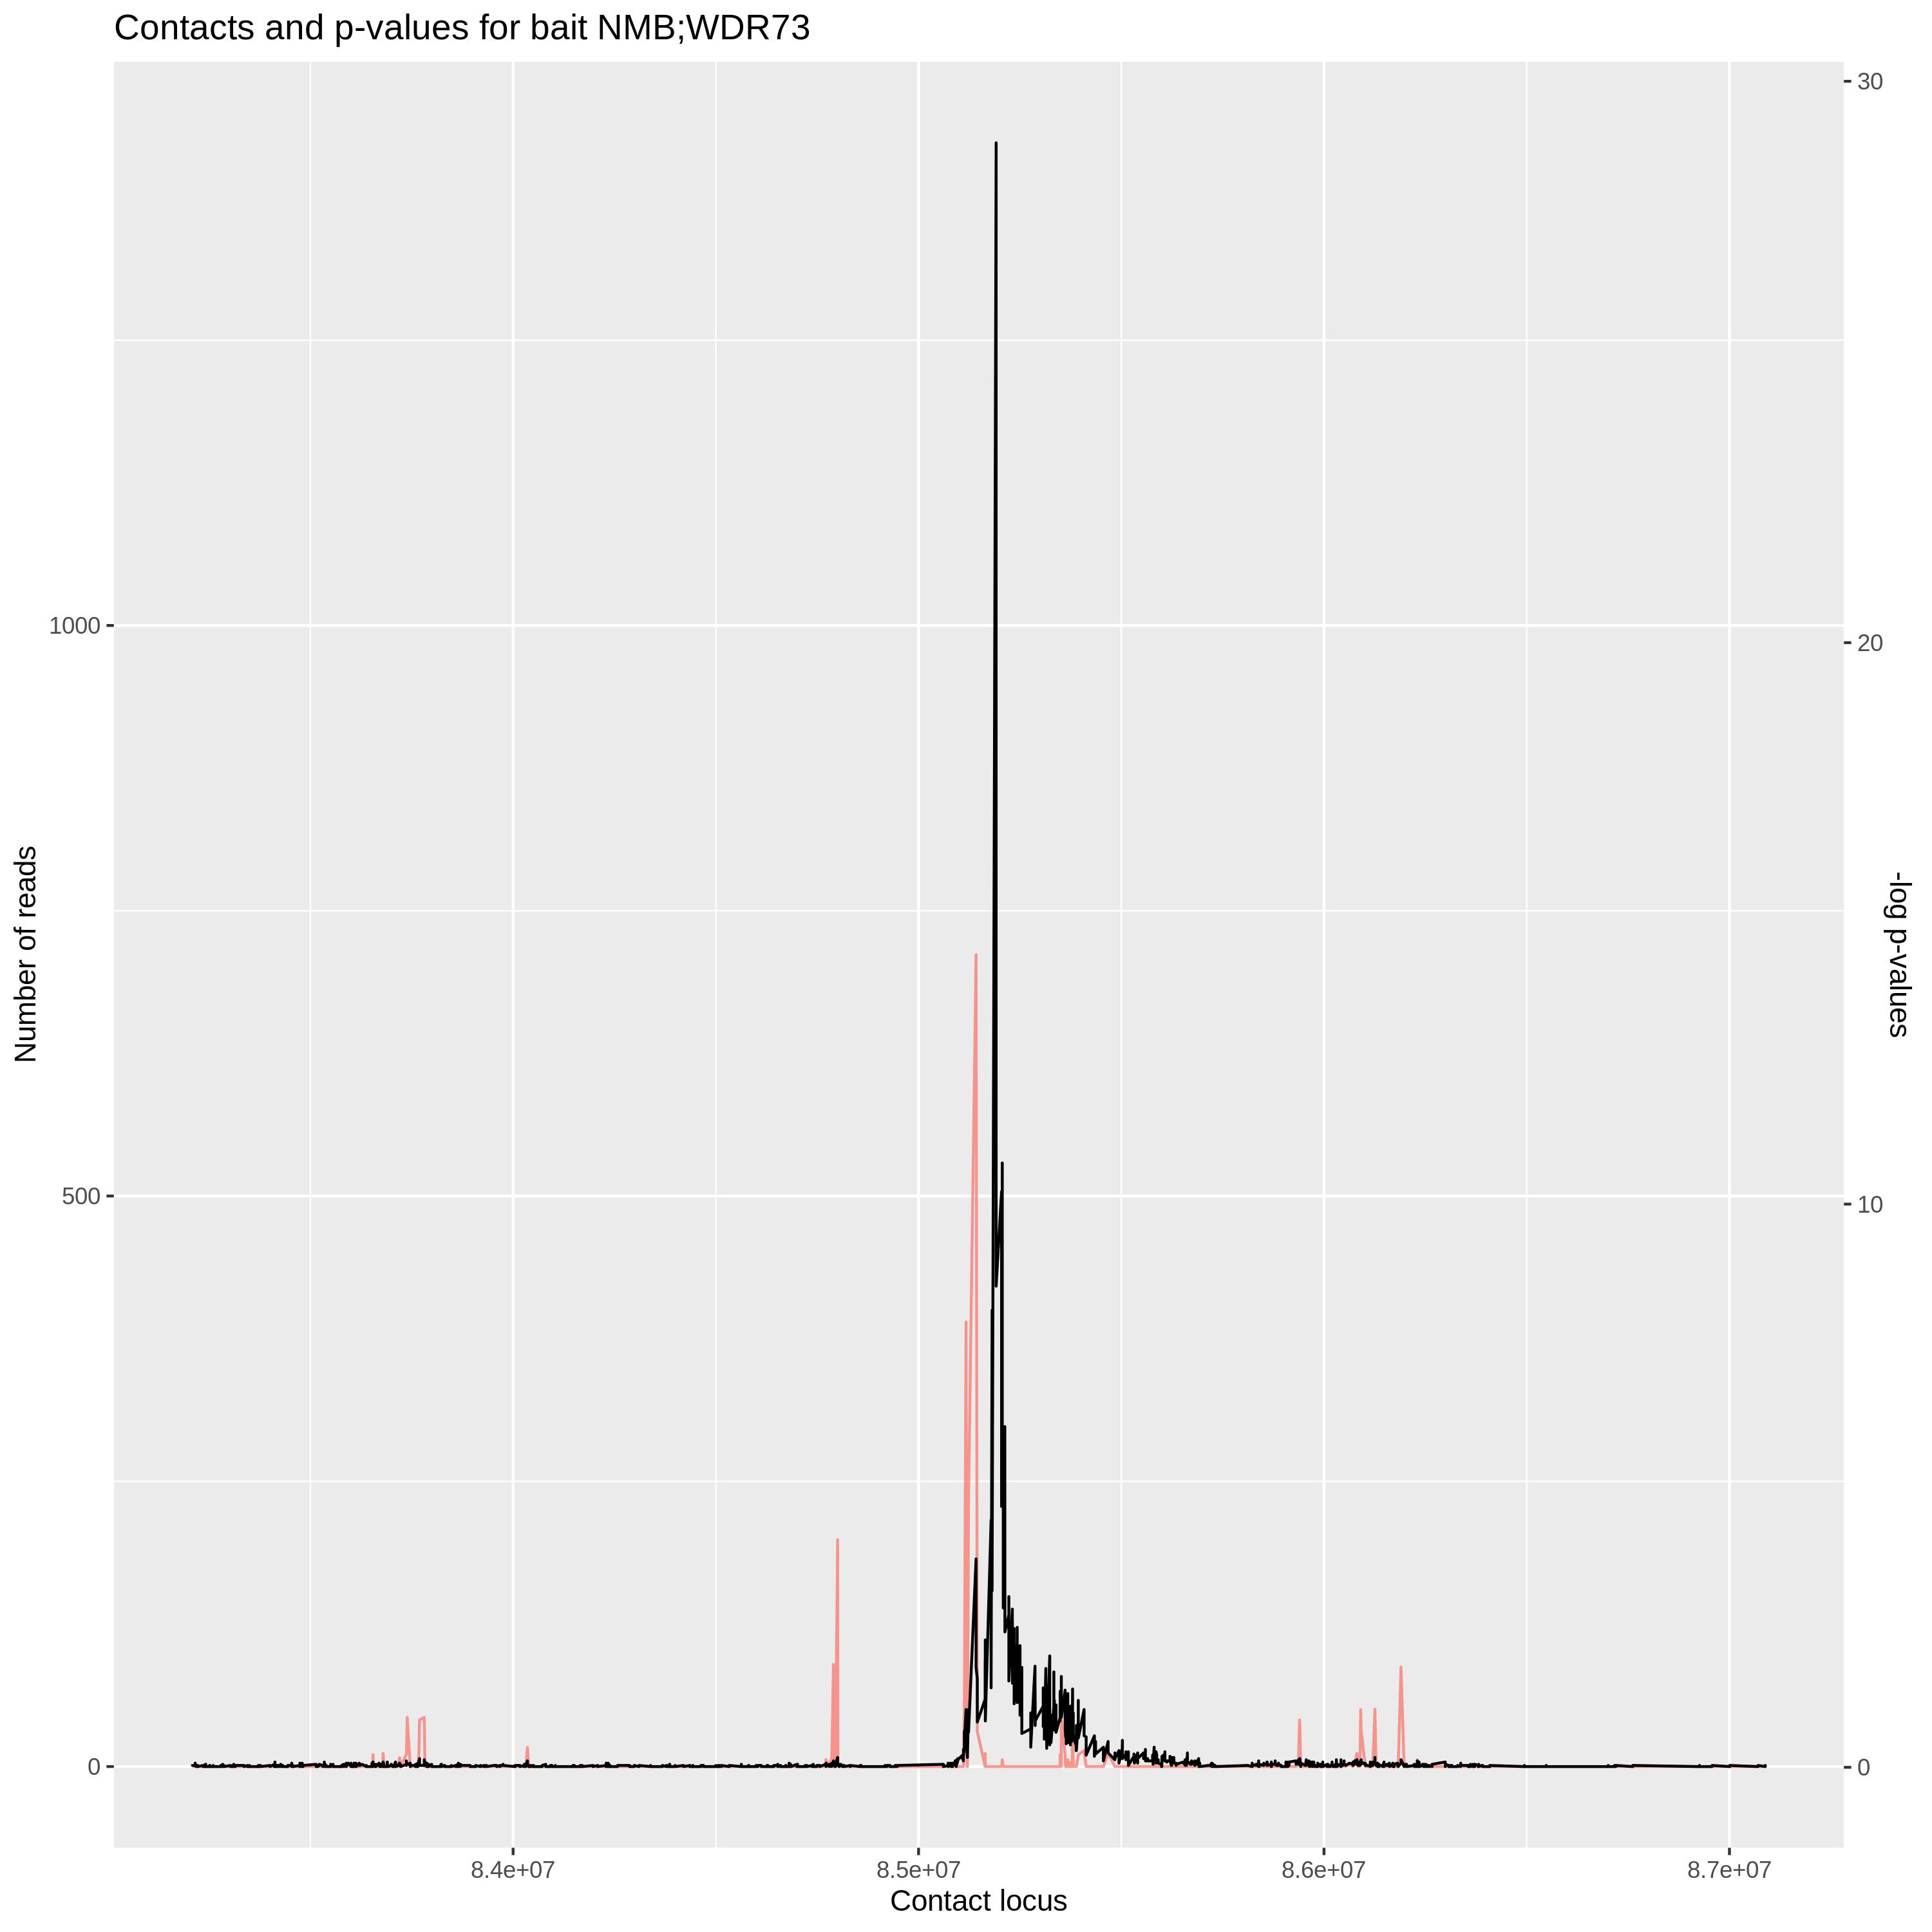 Contacts and p-values for bait NMB;WDR73
30
1000
20
Number of reads
-log p-values
500
10
0
0
8.4e+07
8.5e+07
8.6e+07
8.7e+07
Contact locus